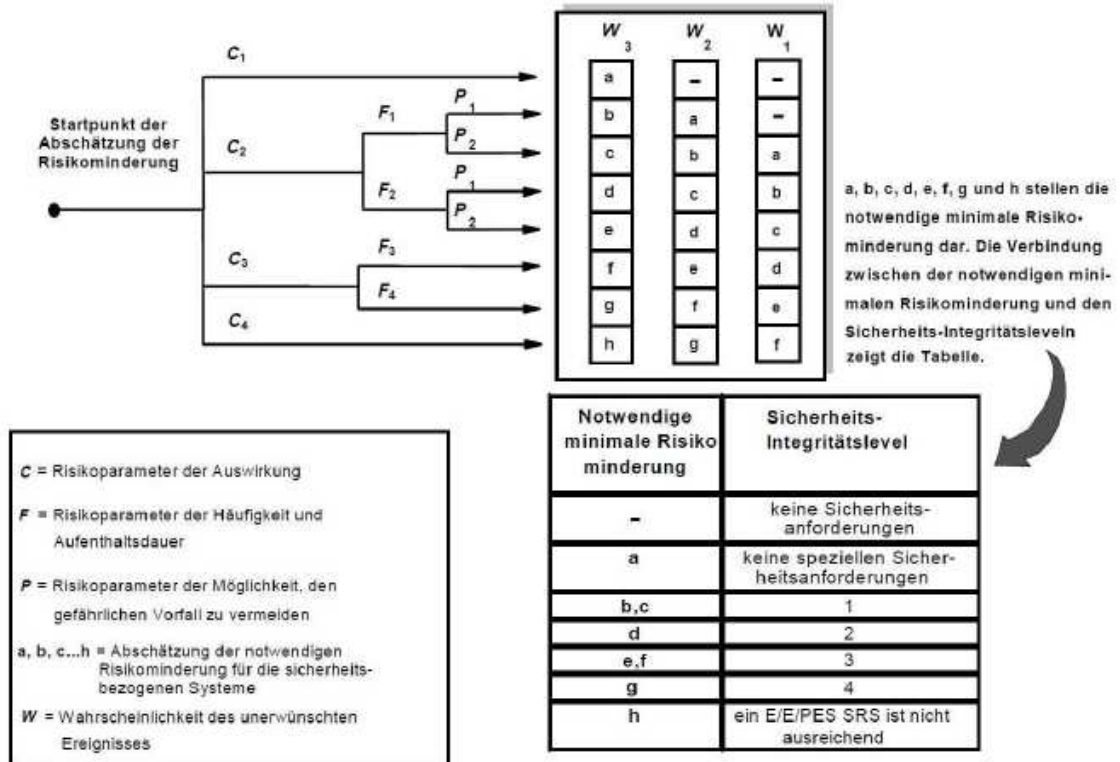 W3 W2 W1
C1
a - -
P1
F1
b a -
Startpunkt der
Abschätzung der
Risikominderung
C2
P2
c b a
P1
F2
d c b
P2
e d c
C3
F3
f e d
F4
g f e
C4
h g f
a, b, c, d, e, f, g und h stellen die
notwendige minimale Risiko-
minderung dar. Die Verbindung
zwischen der notwendigen mini-
malen Risikominderung und den
Sicherheits-Integritätsleveln
zeigt die Tabelle.
C = Risikoparameter der Auswirkung
F = Risikoparameter der Häufigkeit und
Aufenthaltsdauer
P = Risikoparameter der Möglichkeit, den
gefährlichen Vorfall zu vermeiden
a, b, c...h = Abschätzung der notwendigen
Risikominderung für die sicherheits-
bezogenen Systeme
W = Wahrscheinlichkeit des unerwünschten
Ereignisses
Notwendige
minimale Risiko
minderung
Sicherheits-
Integritätslevel
-
keine Sicherheits-
anforderungen
a
keine speziellen Sicher-
heitsanforderungen
b,c 1
d 2
e,f 3
g 4
h
ein E/E/PES SRS ist nicht
ausreichend